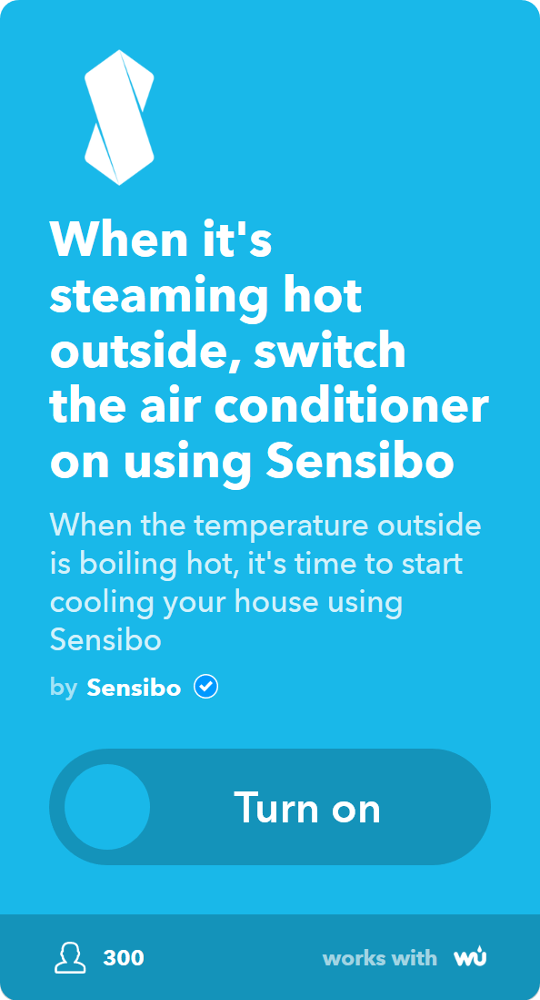 When it's
steaming hot
outside, switch
the air conditioner
on using Sensibo
When the temperature outside
is boiling hot, it's time to start
cooling your house using
Sensibo
by Sensibo
Turn on
300
works with wu